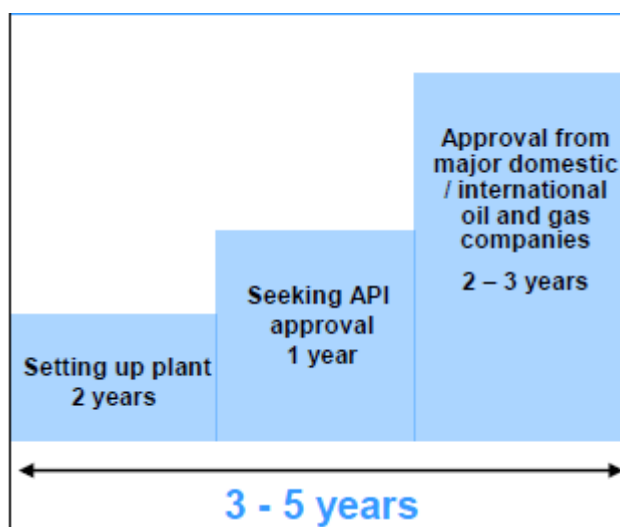 Setting up plant
2 years
Seeking API
approval
1 year
Approval from
major domestic
/ international
oil and gas
companies
2 – 3 years
3 - 5 years